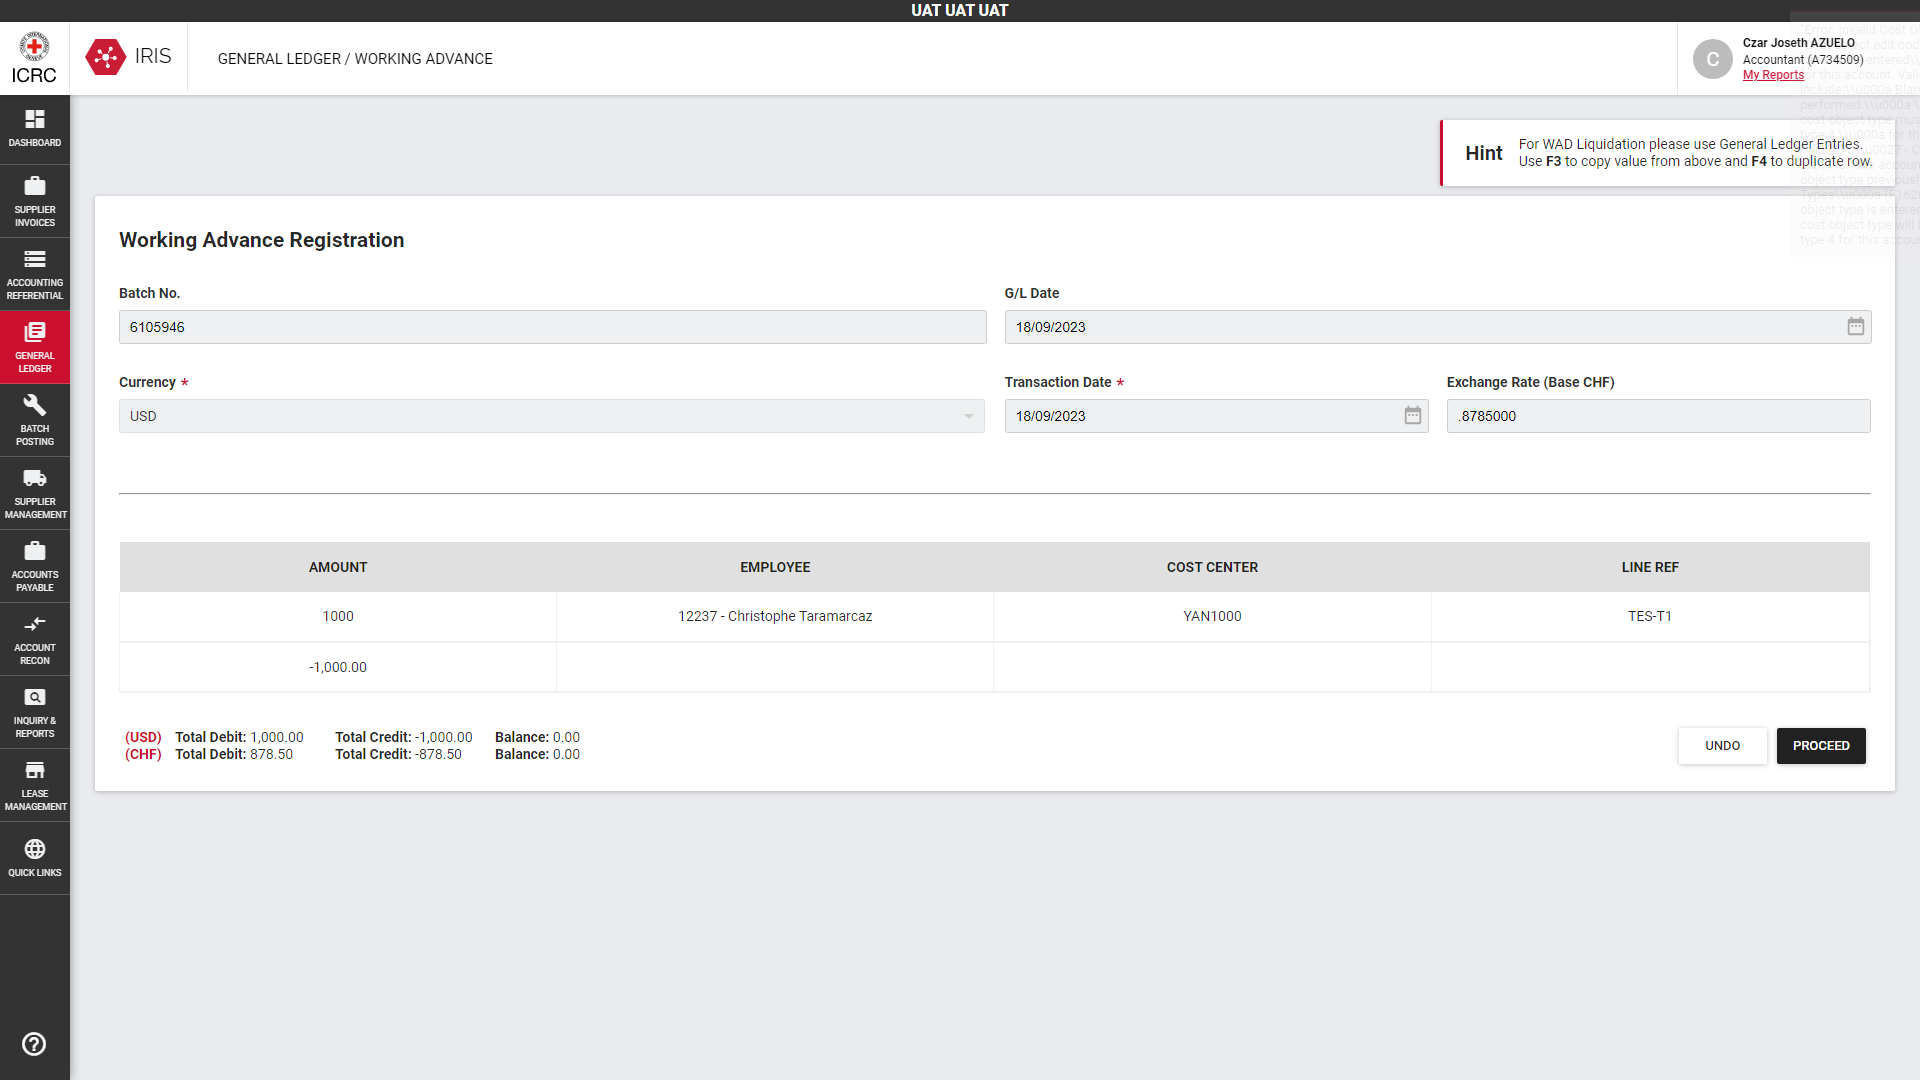 UAT UAT UAT
ICRC
IRIS
GENERAL LEDGER / WORKING ADVANCE
C
Czar Joseth AZUELO
Accountant (A734509)
My Reports
DASHBOARD
SUPPLIER
INVOICES
ACCOUNTING
REFERENTIAL
GENERAL
LEDGER
BATCH
POSTING
SUPPLIER
MANAGEMENT
ACCOUNTS
PAYABLE
ACCOUNT
RECON
INQUIRY &
REPORTS
LEASE
MANAGEMENT
QUICK LINKS
Hint
For WAD Liquidation please use General Ledger Entries.
Use F3 to copy value from above and F4 to duplicate row.
Working Advance Registration
Batch No.
6105946
G/L Date
18/09/2023
Currency *
USD
Transaction Date *
18/09/2023
Exchange Rate (Base CHF)
.8785000
AMOUNT EMPLOYEE COST CENTER LINE REF
1000 12237 - Christophe Taramarcaz YAN1000 TES-T1
-1,000.00
(USD) Total Debit: 1,000.00 Total Credit: -1,000.00 Balance: 0.00
(CHF) Total Debit: 878.50 Total Credit: -878.50 Balance: 0.00
UNDO
PROCEED